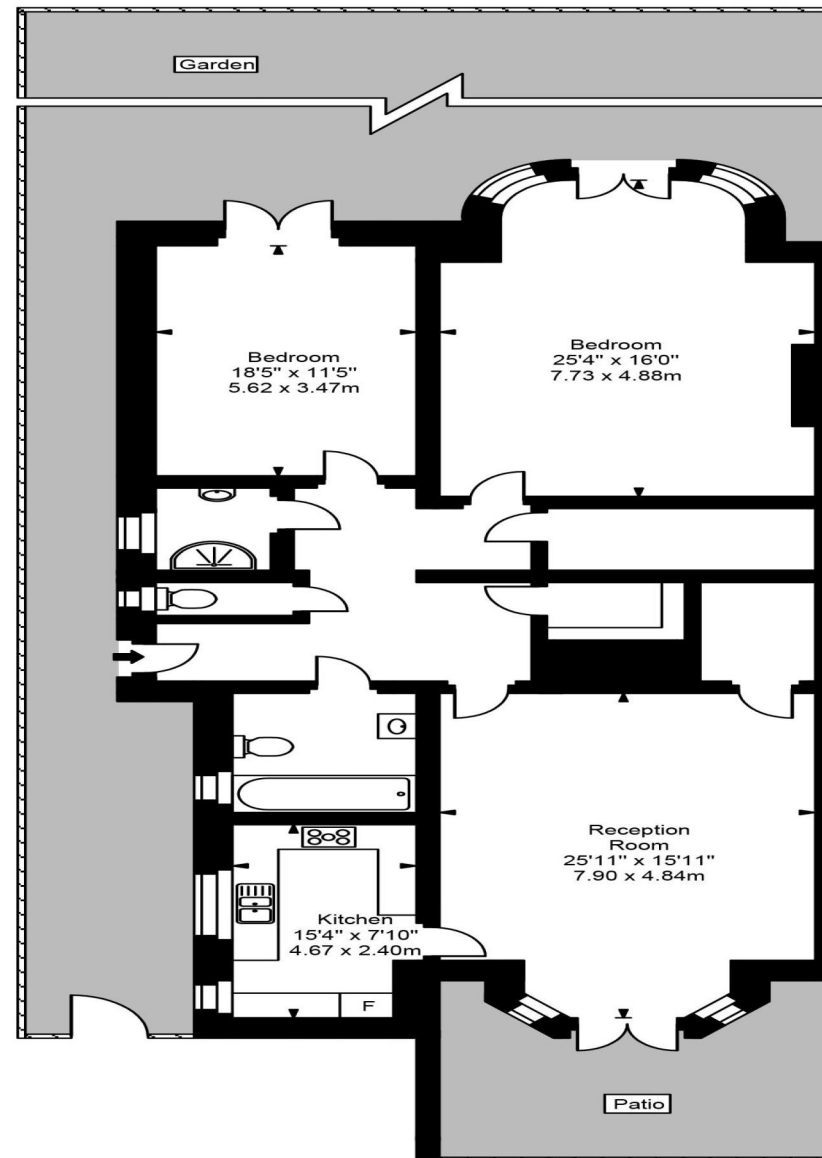 Garden
Bedroom
18'5" x 11'5"
5.62 x 3.47m
Bedroom
25'4" x 16'0"
7.73 x 4.88m
Reception
Room
25'11" x 15'11"
7.90 x 4.84m
Kitchen
15'4" x 7'10"
4.67 x 2.40m
F
Patio